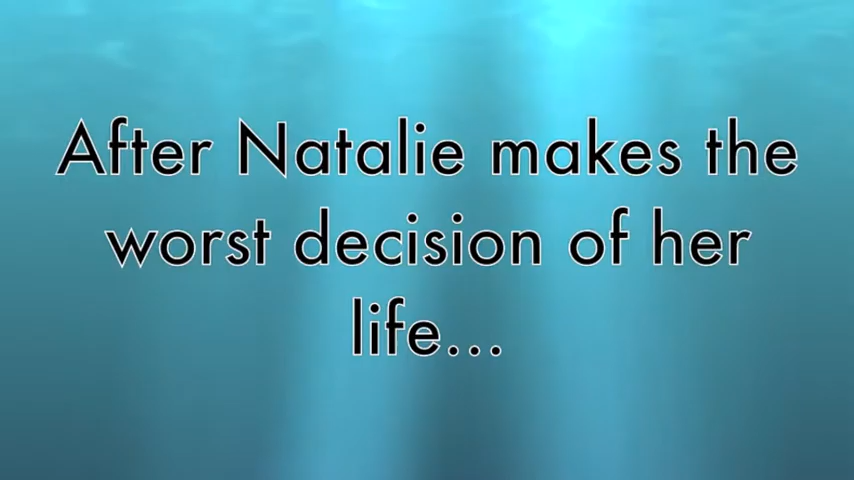 After Natalie makes the
worst decision of her
life...